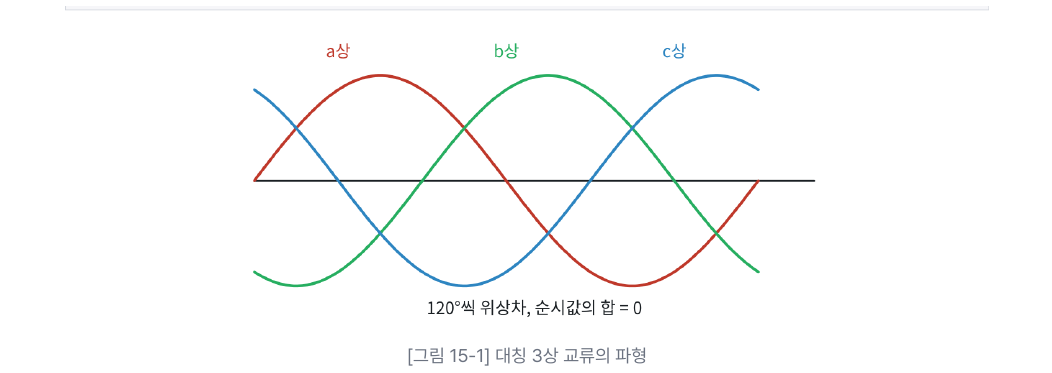 a상 b상 c상
120°씩 위상차, 순시값의 합 = 0
[그림 15-1] 대칭 3상 교류의 파형